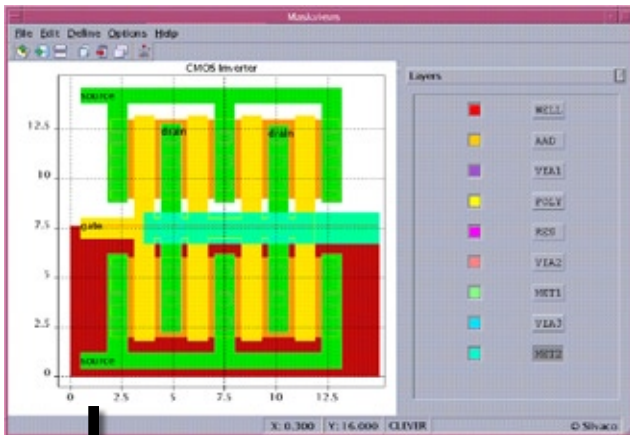 Maskviews
File Edit Define Options Help
CMOS Inverter
Layers
source
12.5
drain
drain
10
7.5
gate
5
2.5
source
0
0
2.5
5
7.5
10
12.5
WELL
AAD
VIA1
POLY
RES
VIA2
MET1
VIA3
MET2
X: 0.300 Y: 16.000 CLEVER © Silvaco